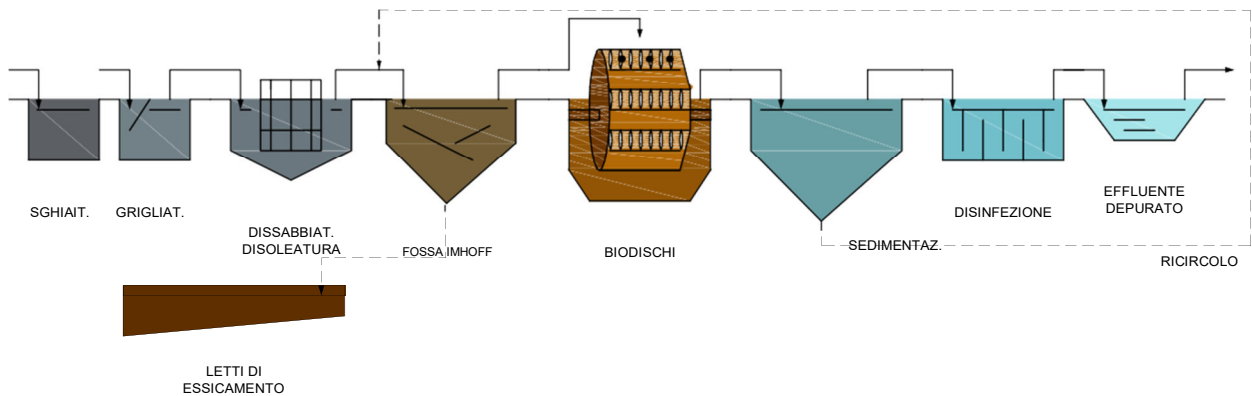 SGHIAIT.
GRIGLIAT.
DISSABBIAT.
DISOLEATURA
FOSSA IMHOFF
BIODISCHI
SEDIMENTAZ.
DISINFEZIONE
EFFLUENTE
DEPURATO
RICIRCOLO
LETTI DI
ESSICAMENTO